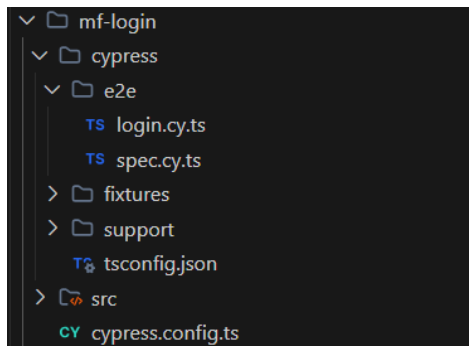 mf-login
cypress
e2e
TS login.cy.ts
TS spec.cy.ts
fixtures
support
TS tsconfig.json
src
CY cypress.config.ts